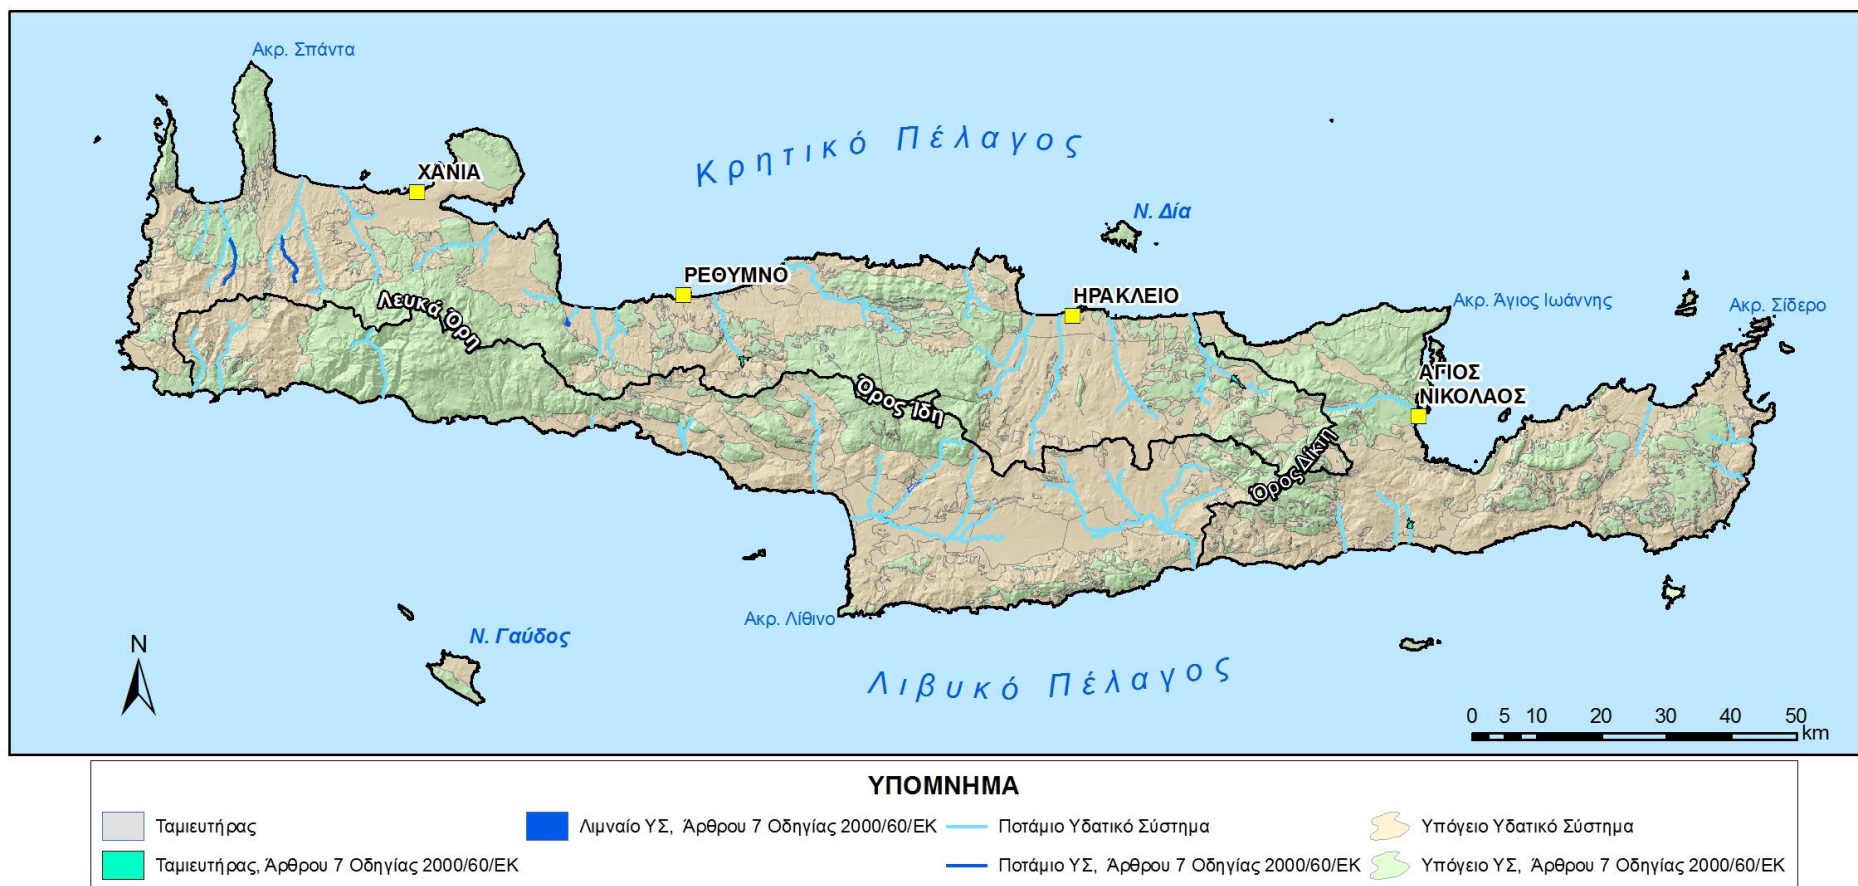 Ακρ. Σπάντα
Κρητικό Πέλαγος
ΧΑΝΙΑ
Ν. Δία
ΡΕΘΥΜΝΟ
ΗΡΑΚΛΕΙΟ
Ακρ. Άγιος Ιωάννης
Ακρ. Σίδερο
Λευκά Όρη
Όρος Ίδη
ΑΓΙΟΣ
ΝΙΚΟΛΑΟΣ
Όρος Δίκτη
Ακρ. Λίθινο
Ν. Γαύδος
Λιβυκό Πέλαγος
N
0 5 10 20 30 40 50
km
ΥΠΟΜΝΗΜΑ
Ταμιευτήρας
Λιμναίο ΥΣ, Άρθρου 7 Οδηγίας 2000/60/ΕΚ
Ποτάμιο Υδατικό Σύστημα
Υπόγειο Υδατικό Σύστημα
Ταμιευτήρας, Άρθρου 7 Οδηγίας 2000/60/ΕΚ
Ποτάμιο ΥΣ, Άρθρου 7 Οδηγίας 2000/60/ΕΚ
Υπόγειο ΥΣ, Άρθρου 7 Οδηγίας 2000/60/ΕΚ